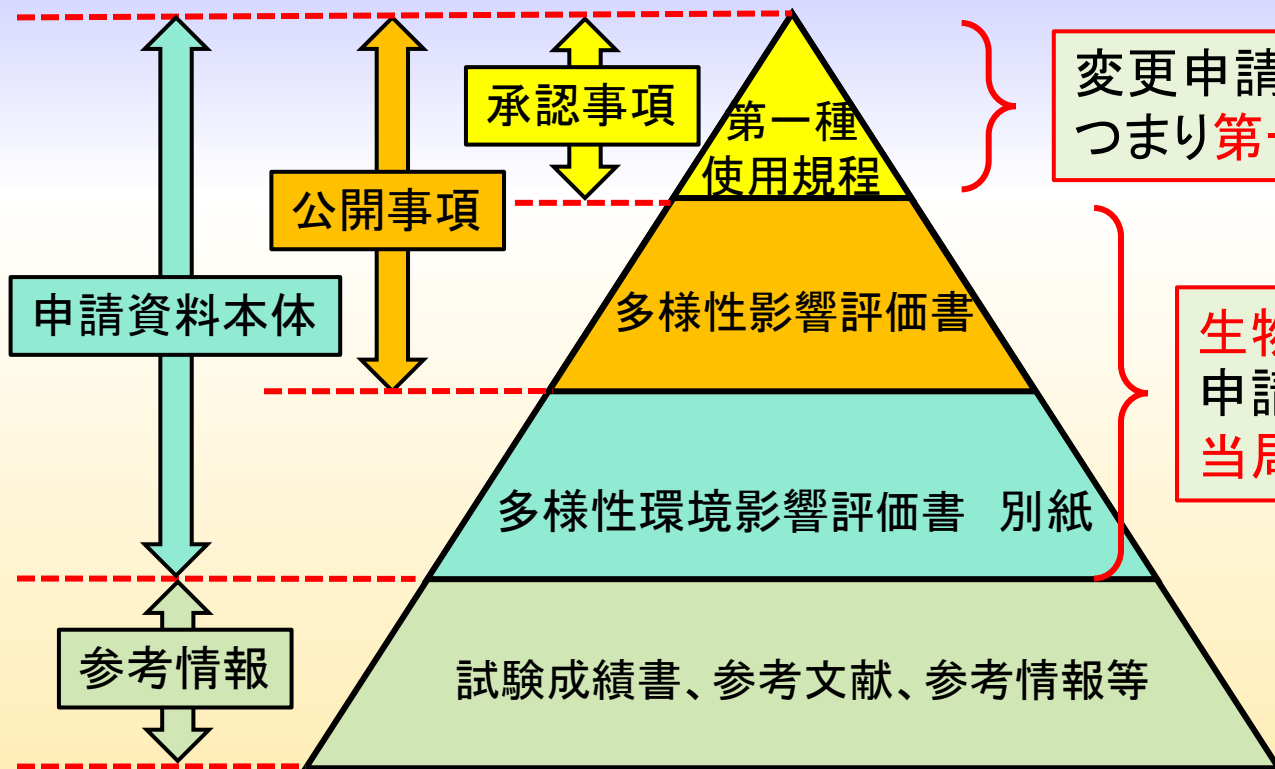 承認事項
公開事項
申請資料本体
参考情報
第一種
使用規程
多様性影響評価書
多様性環境影響評価書 別紙
試験成績書、参考文献、参考情報等
変更申請
つまり第一
生物
申請
当局